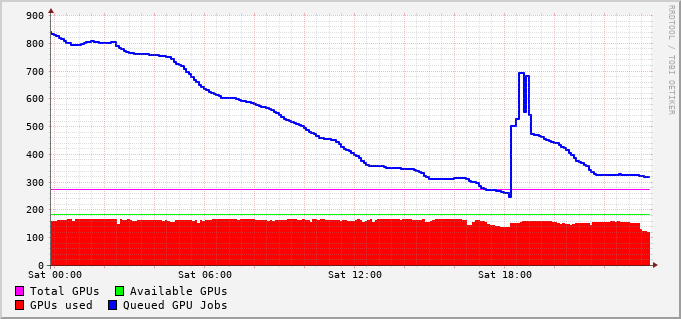 900
800
700
600
500
400
300
200
100
0
Sat 00:00 Sat 06:00 Sat 12:00 Sat 18:00
Total GPUs Available GPUs
GPUs used Queued GPU Jobs
RRDTOOL / TOBI OETIKER